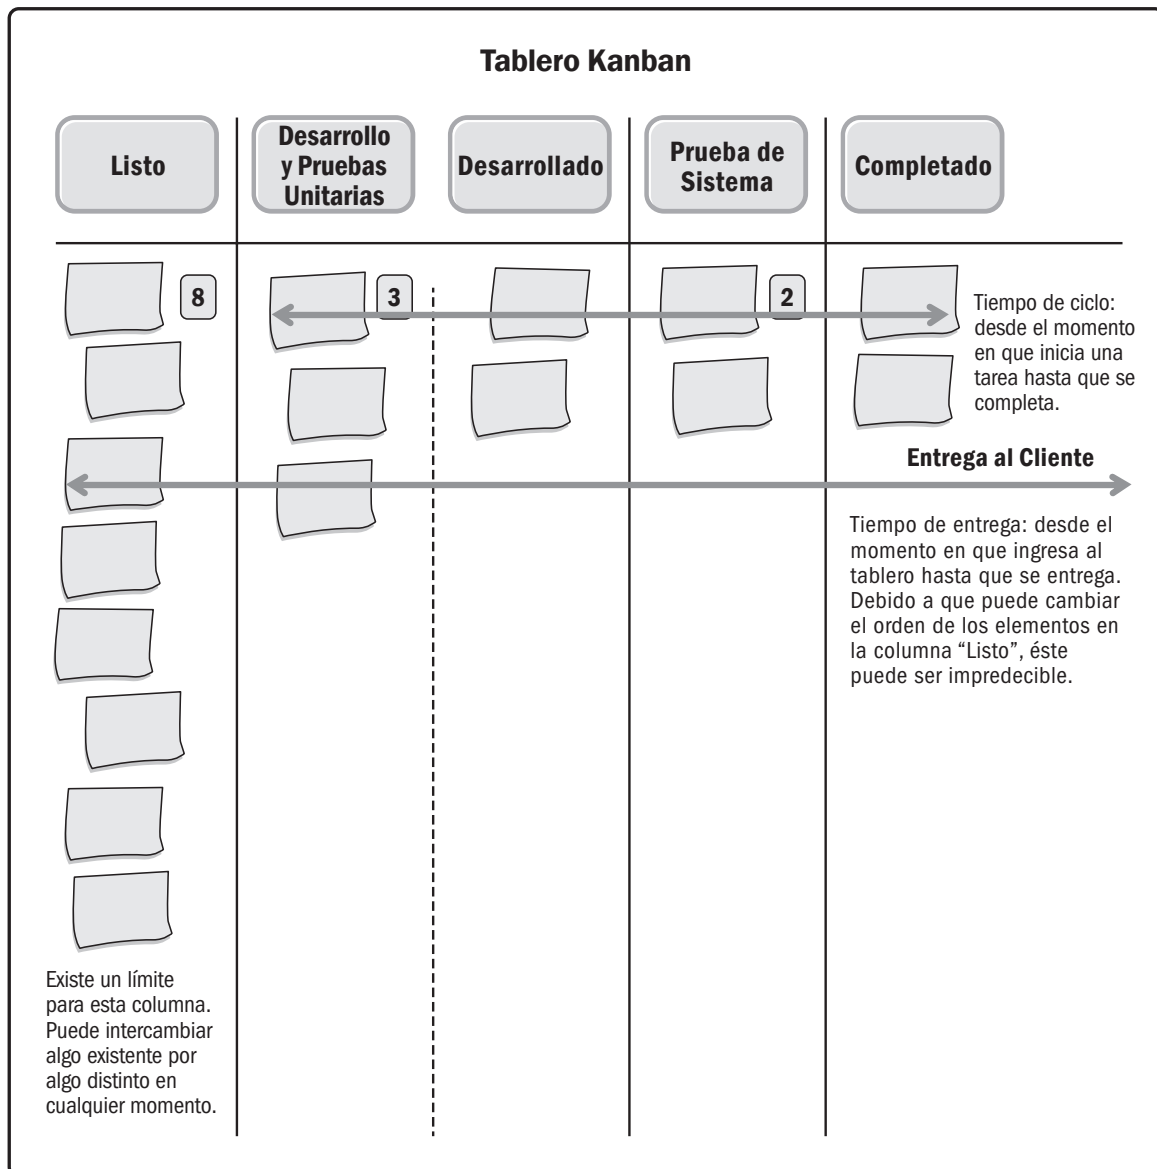 Tablero Kanban
Listo
Desarrollo
y Pruebas
Unitarias
Desarrollado
Prueba de
Sistema
Completado
8
3
2
Tiempo de ciclo:
desde el momento
en que inicia una
tarea hasta que se
completa.
Entrega al Cliente
Tiempo de entrega: desde el
momento en que ingresa al
tablero hasta que se entrega.
Debido a que puede cambiar
el orden de los elementos en
la columna “Listo”, éste
puede ser impredecible.
Existe un límite
para esta columna.
Puede intercambiar
algo existente por
algo distinto en
cualquier momento.